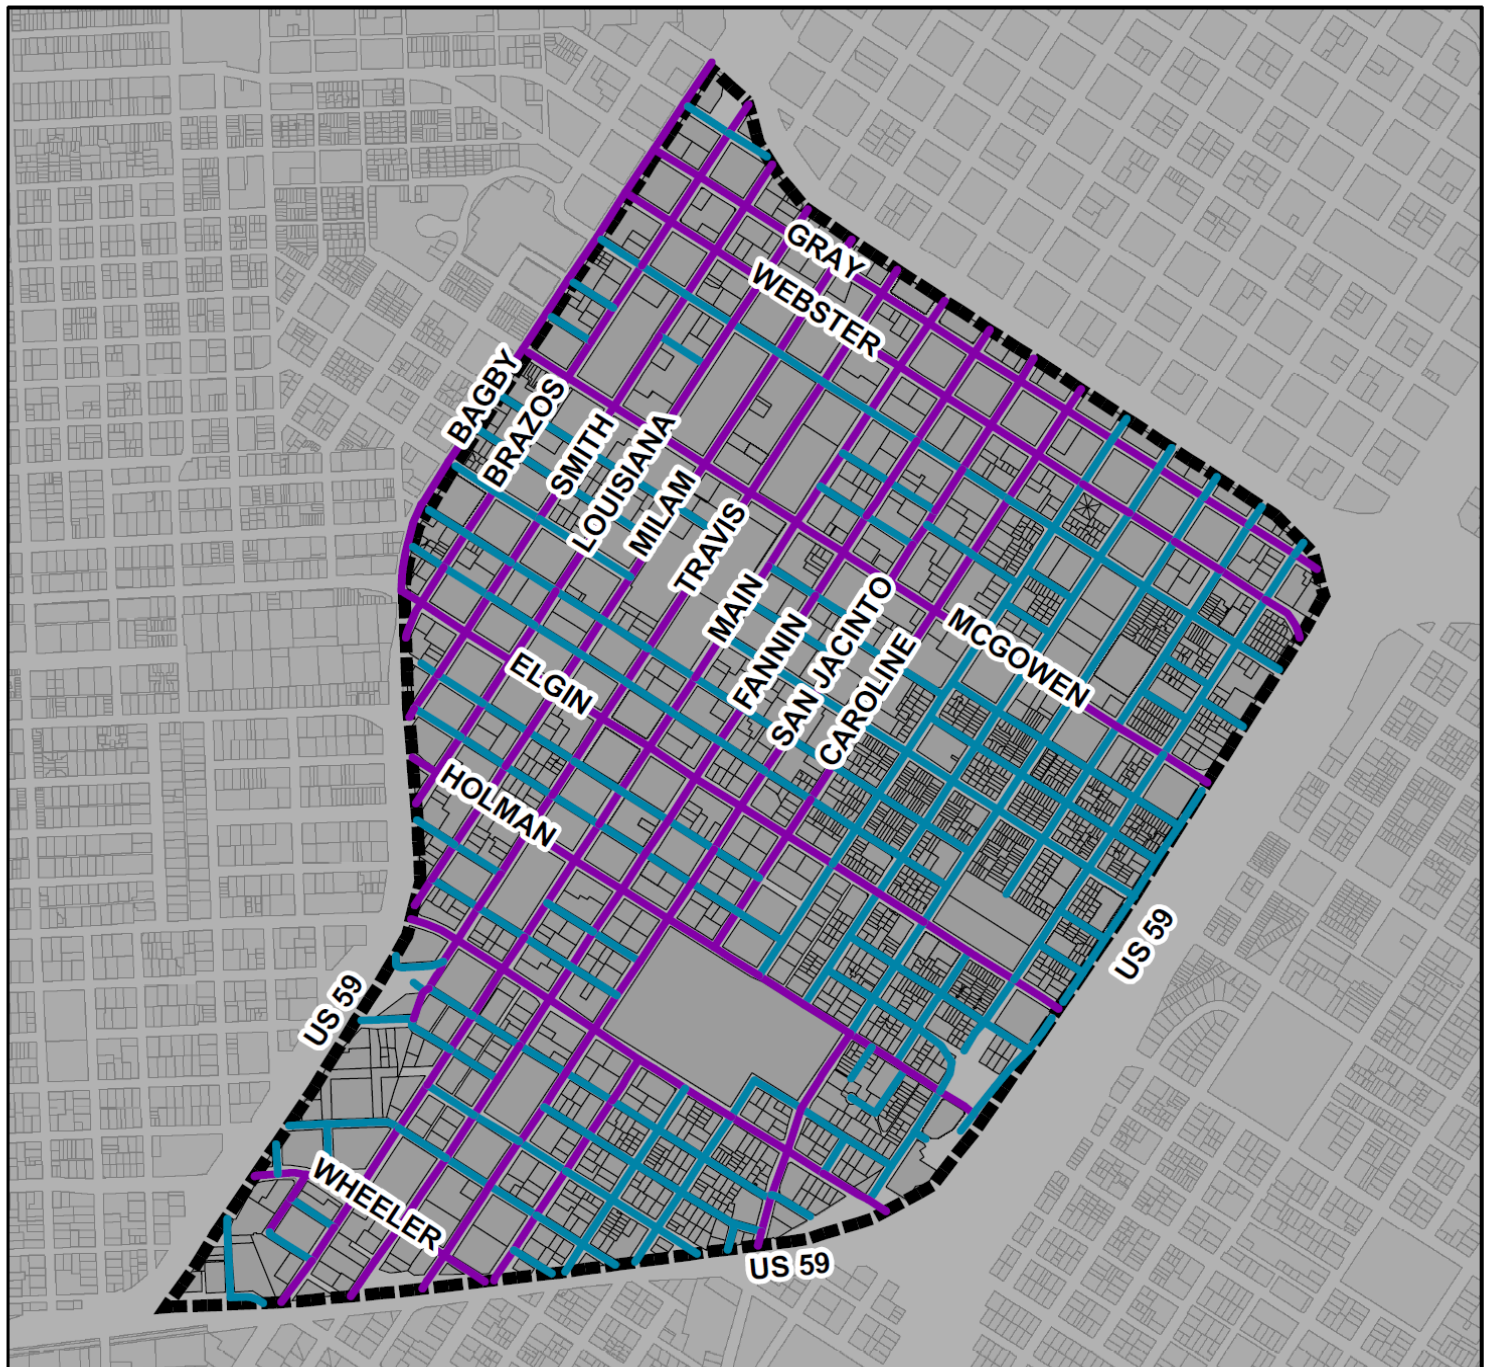 GRAY
WEBSTER
BAGBY
BRAZOS
SMITH
LOUISIANA
MILAM
TRAVIS
MAIN
FANNIN
SAN JACINTO
CAROLINE
MCGOWEN
ELGIN
HOLMAN
US 59
US 59
WHEELER
US 59